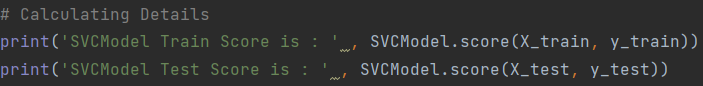 # Calculating Details
print('SVCModel Train Score is : ' , SVCModel.score(X_train, y_train))
print('SVCModel Test Score is : ' , SVCModel.score(X_test, y_test))